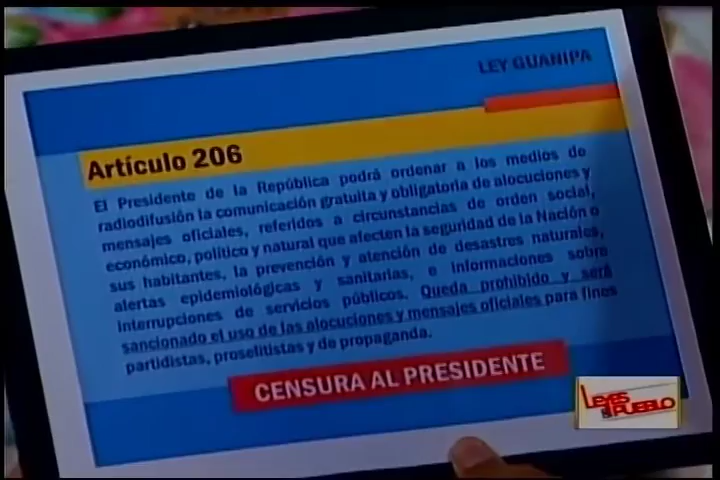 LEY GUANIPA
Artículo 206
El Presidente de la República podrá ordenar a los medios de
radiodifusión la comunicación gratuita y obligatoria de alocuciones y
mensajes oficiales, referidos a circunstancias de orden social,
económico, político y natural que afecten la seguridad de la Nación o
sus habitantes, la prevención y atención de desastres naturales,
alertas epidemiológicas y sanitarias, e informaciones sobre
interrupciones de servicios públicos. Queda prohibido y será
sancionado el uso de las alocuciones y mensajes oficiales para fines
partidistas, proselitistas y de propaganda.
CENSURA AL PRESIDENTE
LEYES
PUEBLO